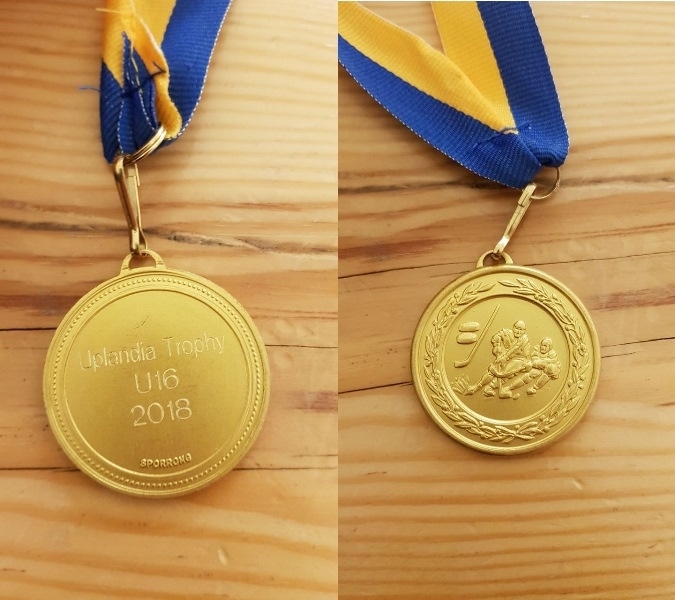 Uplandia Trophy
U16
2018
SPORRONG